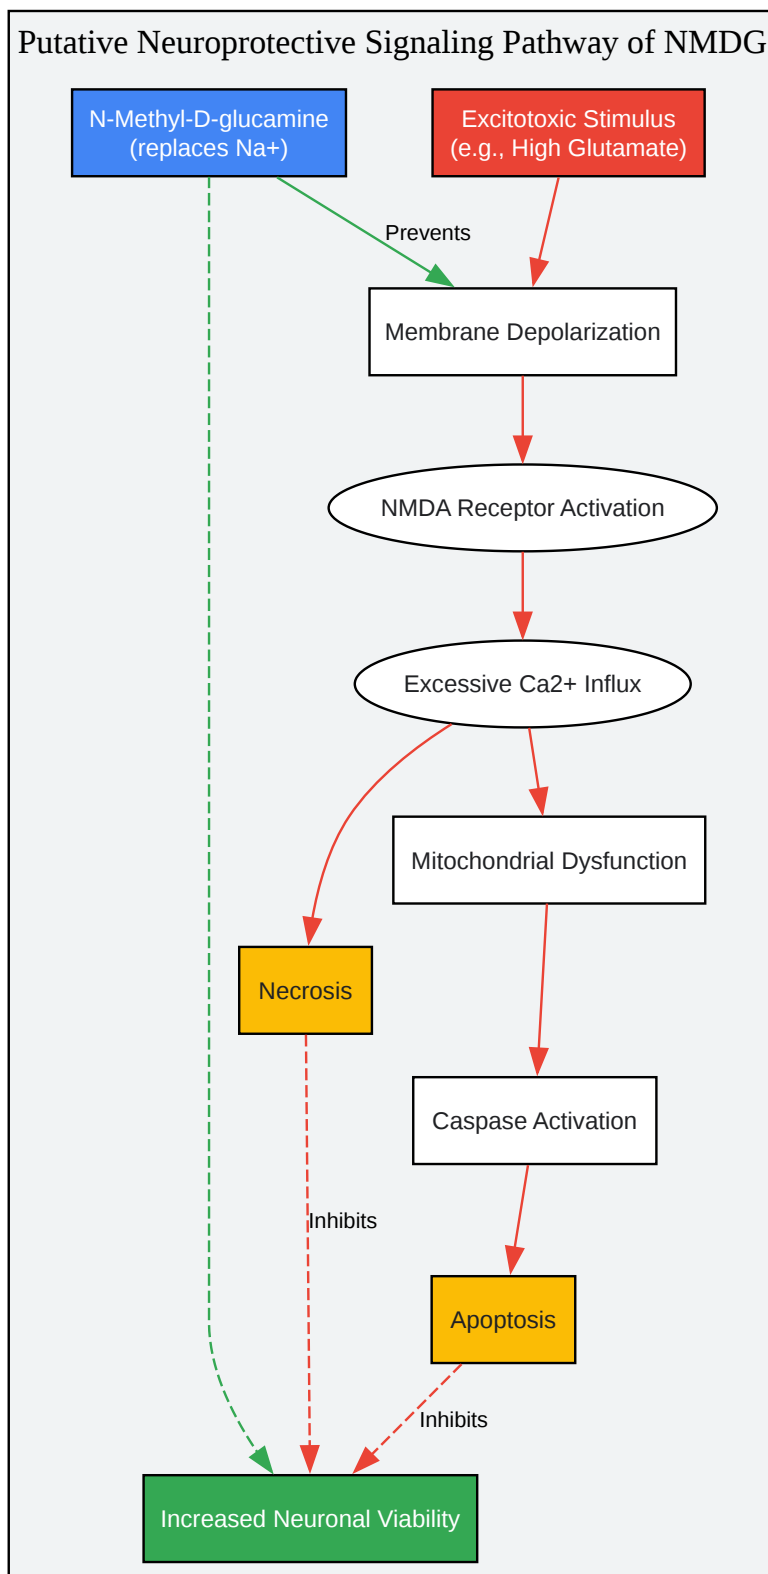 Putative Neuroprotective Signaling Pathway of NMDG
N-Methyl-D-glucamine
(replaces Na+)
Excitotoxic Stimulus
(e.g., High Glutamate)
Prevents
Membrane Depolarization
NMDA Receptor Activation
Excessive Ca2+ Influx
Mitochondrial Dysfunction
Necrosis
Caspase Activation
Inhibits
Apoptosis
Inhibits
Increased Neuronal Viability